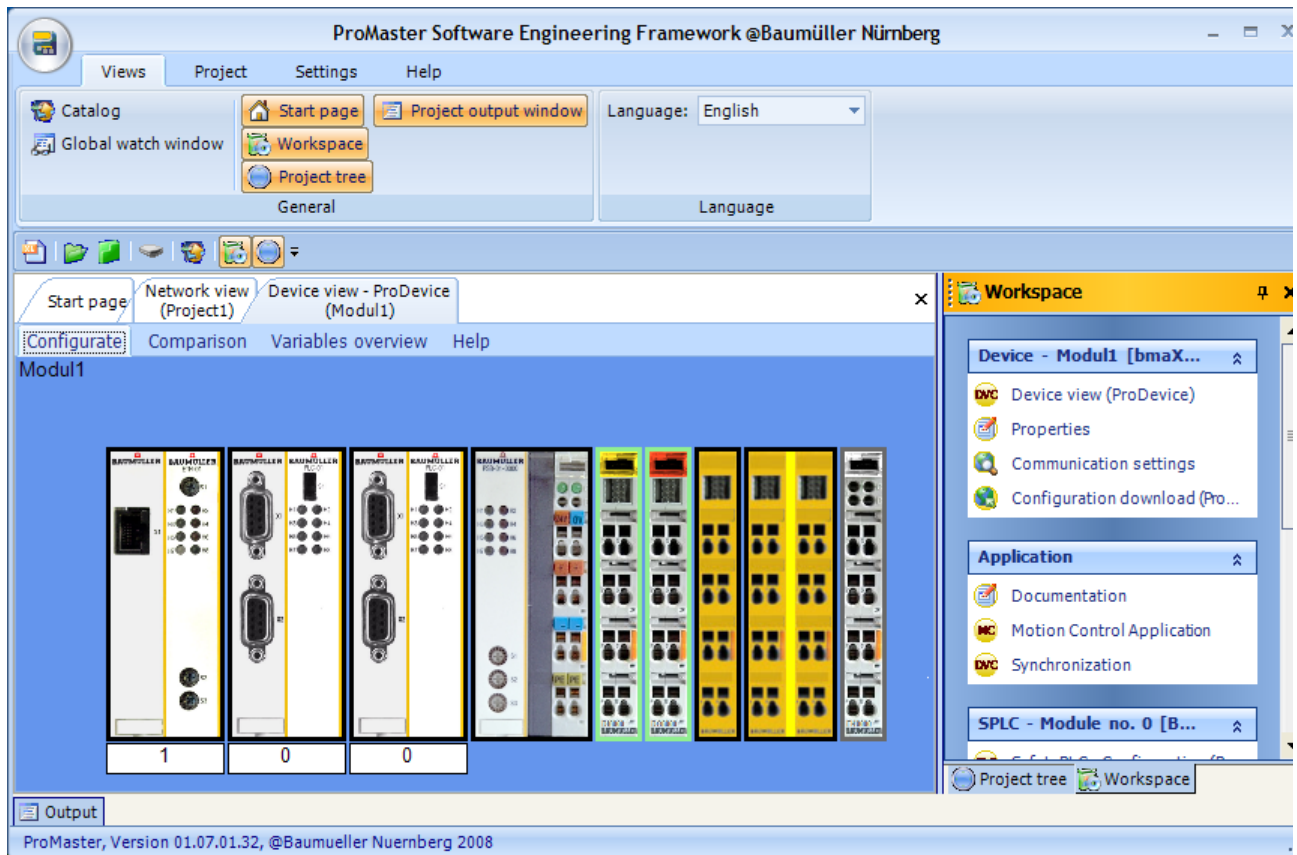 ProMaster Software Engineering Framework @Baumüller Nürnberg
Views Project Settings Help
Catalog Start page Project output window Language: English
Global watch window Workspace
Project tree
General Language
Start page Network view (Project1) Device view - ProDevice (Modul1)
Configurate Comparison Variables overview Help
Modul1
BAUMÜLLER BAUMÜLLER BAUMÜLLER BAUMÜLLER BAUMÜLLER BAUMÜLLER BAUMÜLLER
1 0 0
Workspace
Device - Modul1 [bmaX...
DVC Device view (ProDevice)
Properties
Communication settings
Configuration download (Pro...
Application
Documentation
MC Motion Control Application
DVC Synchronization
SPLC - Module no. 0 [B...
Project tree Workspace
Output
ProMaster, Version 01.07.01.32, @Baumueller Nuernberg 2008